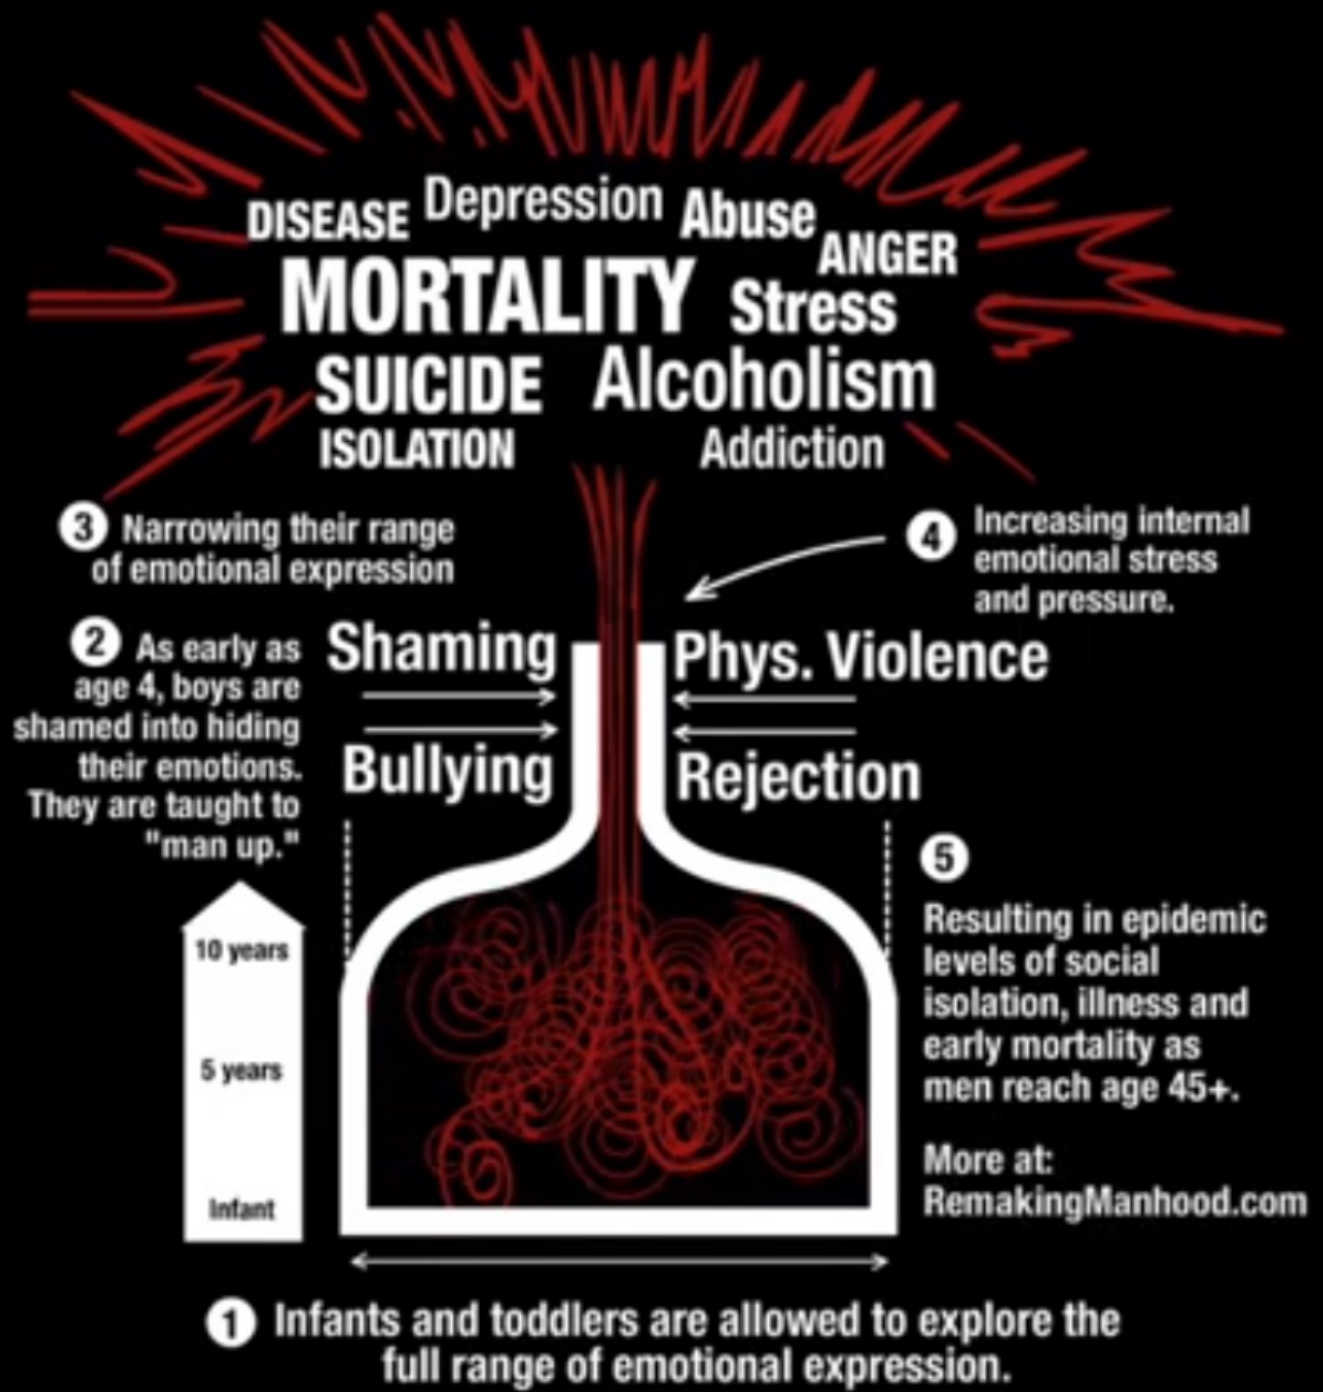 DISEASE Depression Abuse
ANGER
MORTALITY Stress
SUICIDE Alcoholism
ISOLATION Addiction
3 Narrowing their range
of emotional expression
4 Increasing internal
emotional stress
and pressure.
2 As early as
age 4, boys are
shamed into hiding
their emotions.
They are taught to
"man up."
Shaming
Bullying
Phys. Violence
Rejection
10 years
5 years
Infant
5
Resulting in epidemic
levels of social
isolation, illness and
early mortality as
men reach age 45+.
More at:
RemakingManhood.com
1 Infants and toddlers are allowed to explore the
full range of emotional expression.